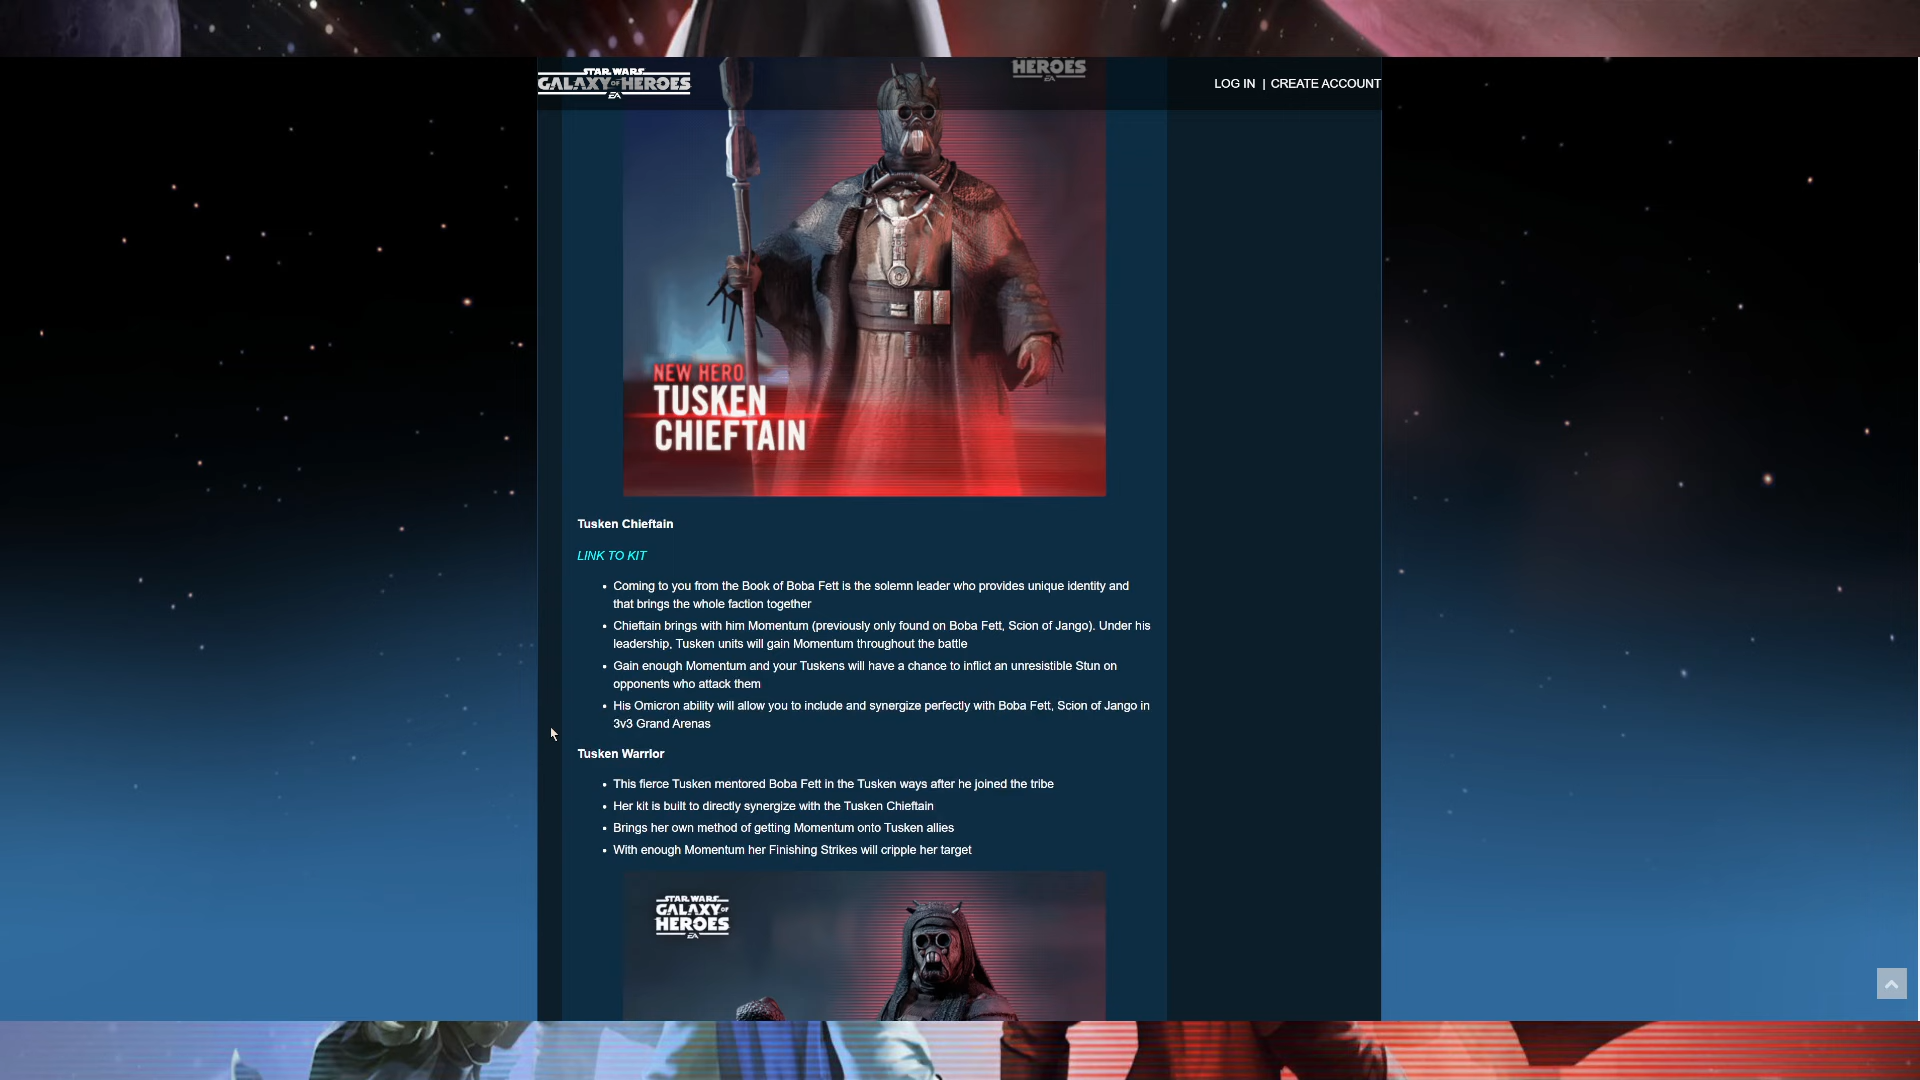 STAR WARS
GALAXY OF HEROES
EA
HEROES
EA
LOG IN | CREATE ACCOUNT
NEW HERO
TUSKEN
CHIEFTAIN
Tusken Chieftain
LINK TO KIT
• Coming to you from the Book of Boba Fett is the solemn leader who provides unique identity and
that brings the whole faction together
• Chieftain brings with him Momentum (previously only found on Boba Fett, Scion of Jango). Under his
leadership, Tusken units will gain Momentum throughout the battle
• Gain enough Momentum and your Tuskens will have a chance to inflict an unresistible Stun on
opponents who attack them
• His Omicron ability will allow you to include and synergize perfectly with Boba Fett, Scion of Jango in
3v3 Grand Arenas
Tusken Warrior
• This fierce Tusken mentored Boba Fett in the Tusken ways after he joined the tribe
• Her kit is built to directly synergize with the Tusken Chieftain
• Brings her own method of getting Momentum onto Tusken allies
• With enough Momentum her Finishing Strikes will cripple her target
STAR WARS
GALAXY OF
HEROES
EA